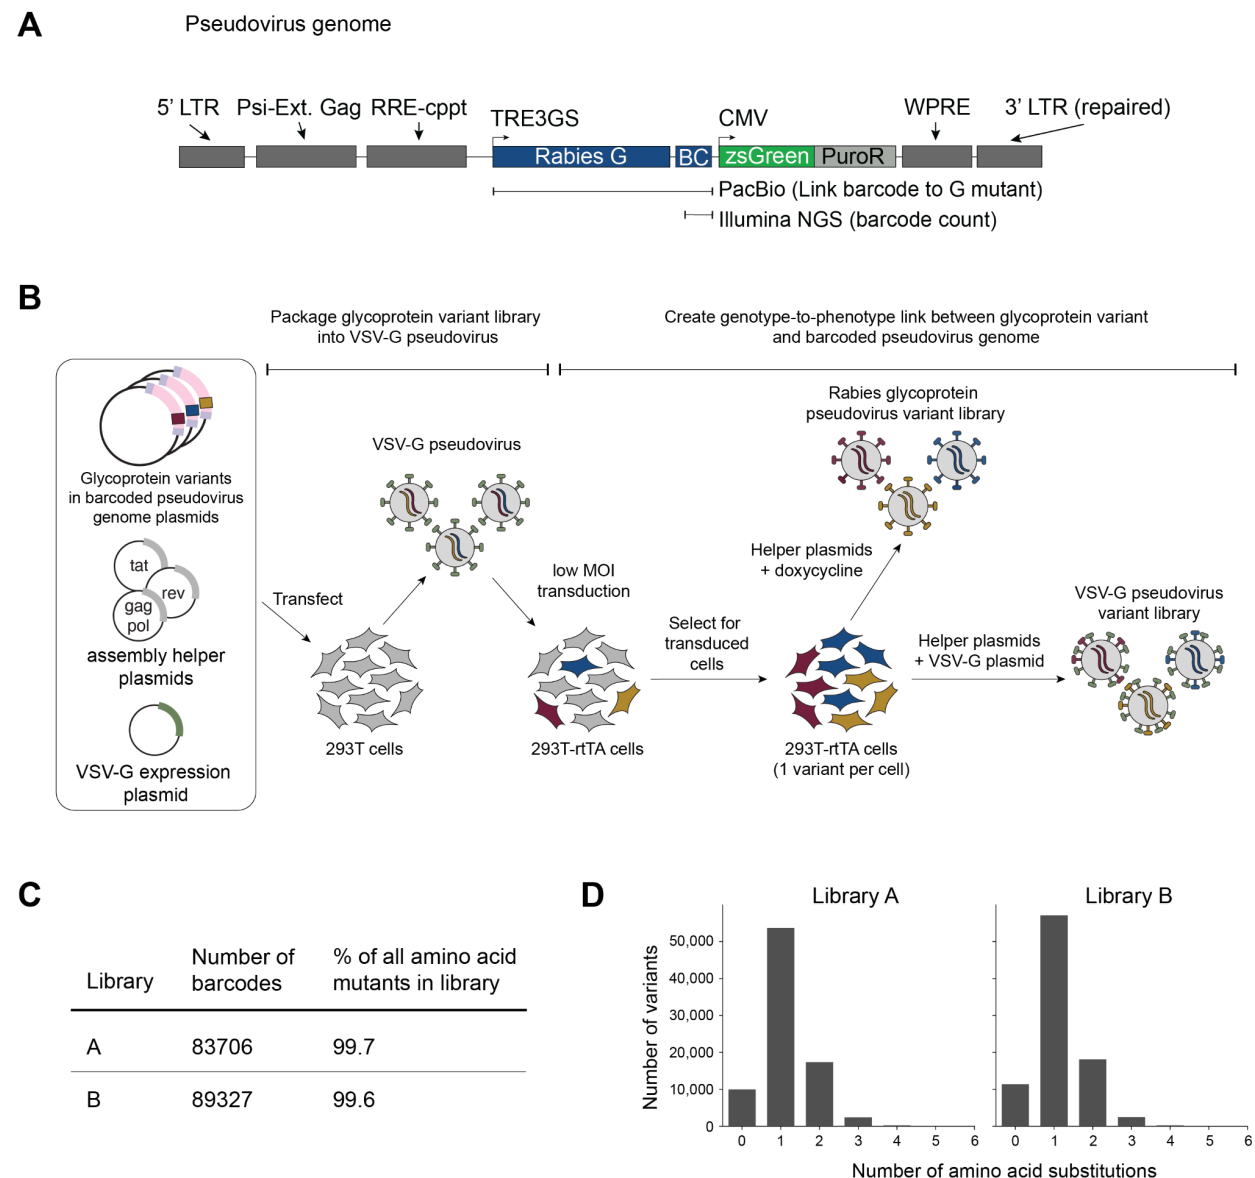 A
Pseudovirus genome
5' LTR
Psi-Ext. Gag
RRE-cppt
TRE3GS
CMV
WPRE
3' LTR (repaired)
Rabies G
BC
zsGreen
PuroR
PacBio (Link barcode to G mutant)
Illumina NGS (barcode count)
B
Package glycoprotein variant library
into VSV-G pseudovirus
Create genotype-to-phenotype link between glycoprotein variant
and barcoded pseudovirus genome
Glycoprotein variants
in barcoded pseudovirus
genome plasmids
tat
rev
gag
pol
assembly helper
plasmids
VSV-G expression
plasmid
Transfect
293T cells
VSV-G pseudovirus
low MOI
transduction
293T-rtTA cells
Select for
transduced
cells
293T-rtTA cells
(1 variant per cell)
Helper plasmids
+ doxycycline
Rabies glycoprotein
pseudovirus variant library
Helper plasmids
+ VSV-G plasmid
VSV-G pseudovirus
variant library
C
Library
Number of
barcodes
% of all amino acid
mutants in library
A 83706 99.7
B 89327 99.6
D
Library A
Library B
Number of variants
50,000
40,000
30,000
20,000
10,000
0
0 1 2 3 4 5 6
0 1 2 3 4 5 6
Number of amino acid substitutions